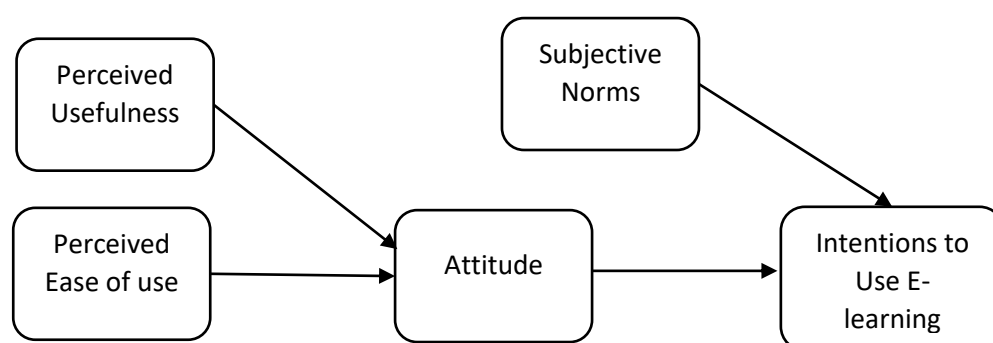 Perceived
Usefulness
Subjective
Norms
Perceived
Ease of use
Attitude
Intentions to
Use E-
learning